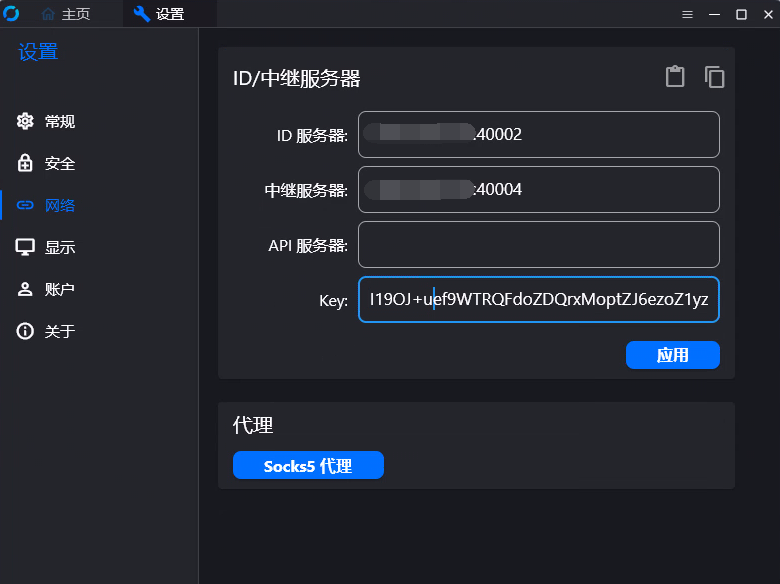 主页
设置
设置
常规
安全
网络
显示
账户
关于
ID/中继服务器
ID 服务器: :40002
中继服务器: :40004
API 服务器:
Key: I19OJ+uef9WTRQFdoZDQrxMoptZJ6ezoZ1yz
应用
代理
Socks5 代理